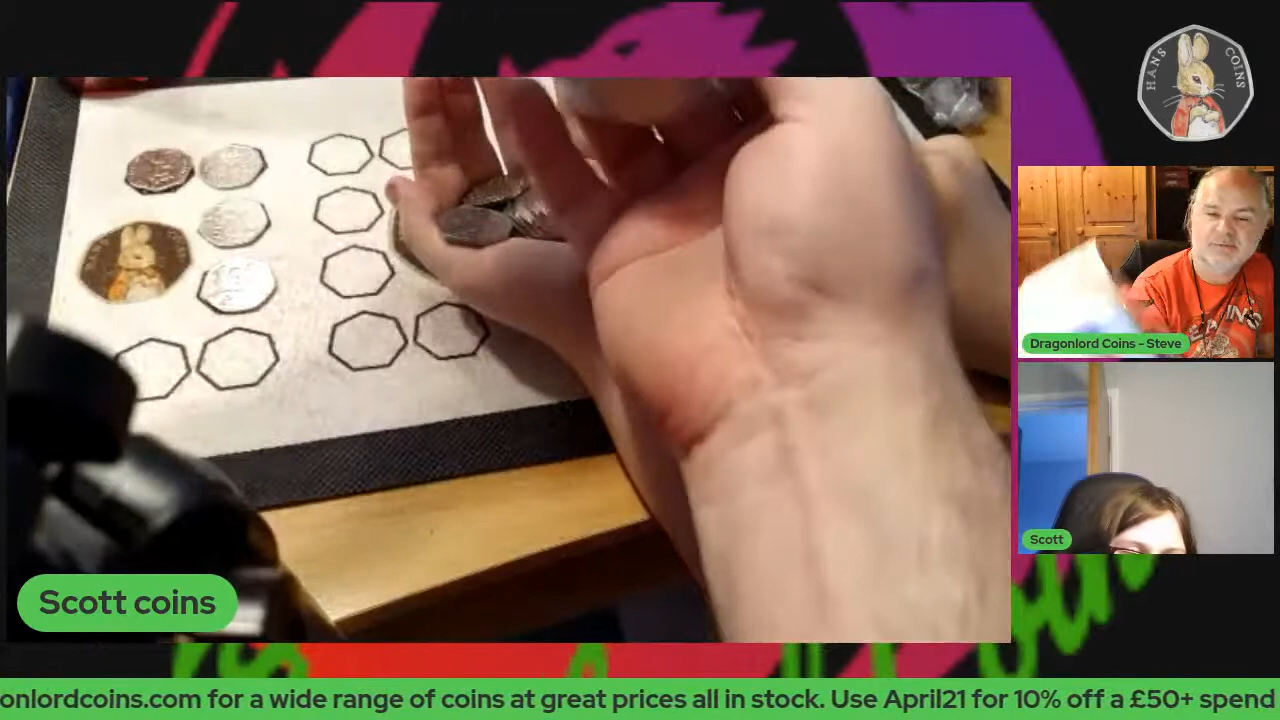 HANS COINS
Dragonlord Coins - Steve
Scott
Scott coins
onlordcoins.com for a wide range of coins at great prices all in stock. Use April21 for 10% off a £50+ spend